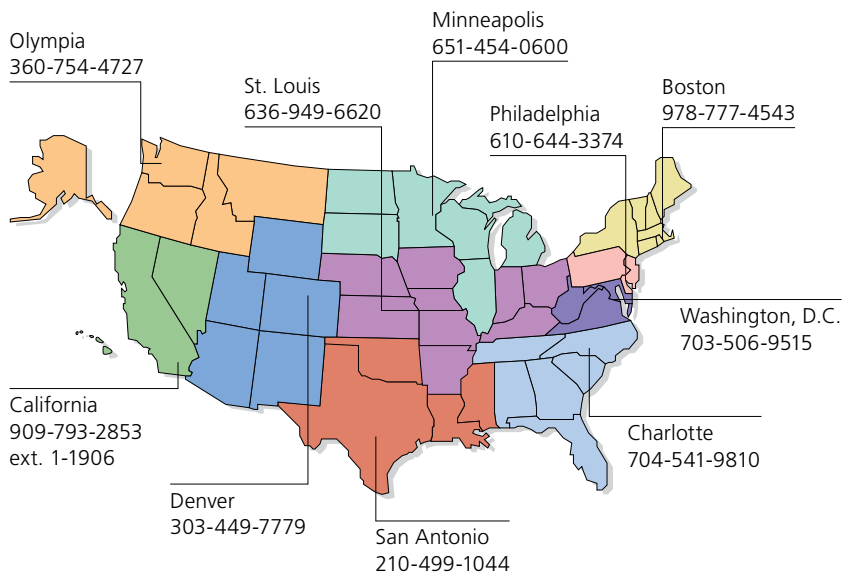 Minneapolis
651-454-0600
Olympia
360-754-4727
St. Louis
636-949-6620
Boston
978-777-4543
Philadelphia
610-644-3374
Washington, D.C.
703-506-9515
California
909-793-2853
ext. 1-1906
Charlotte
704-541-9810
Denver
303-449-7779
San Antonio
210-499-1044